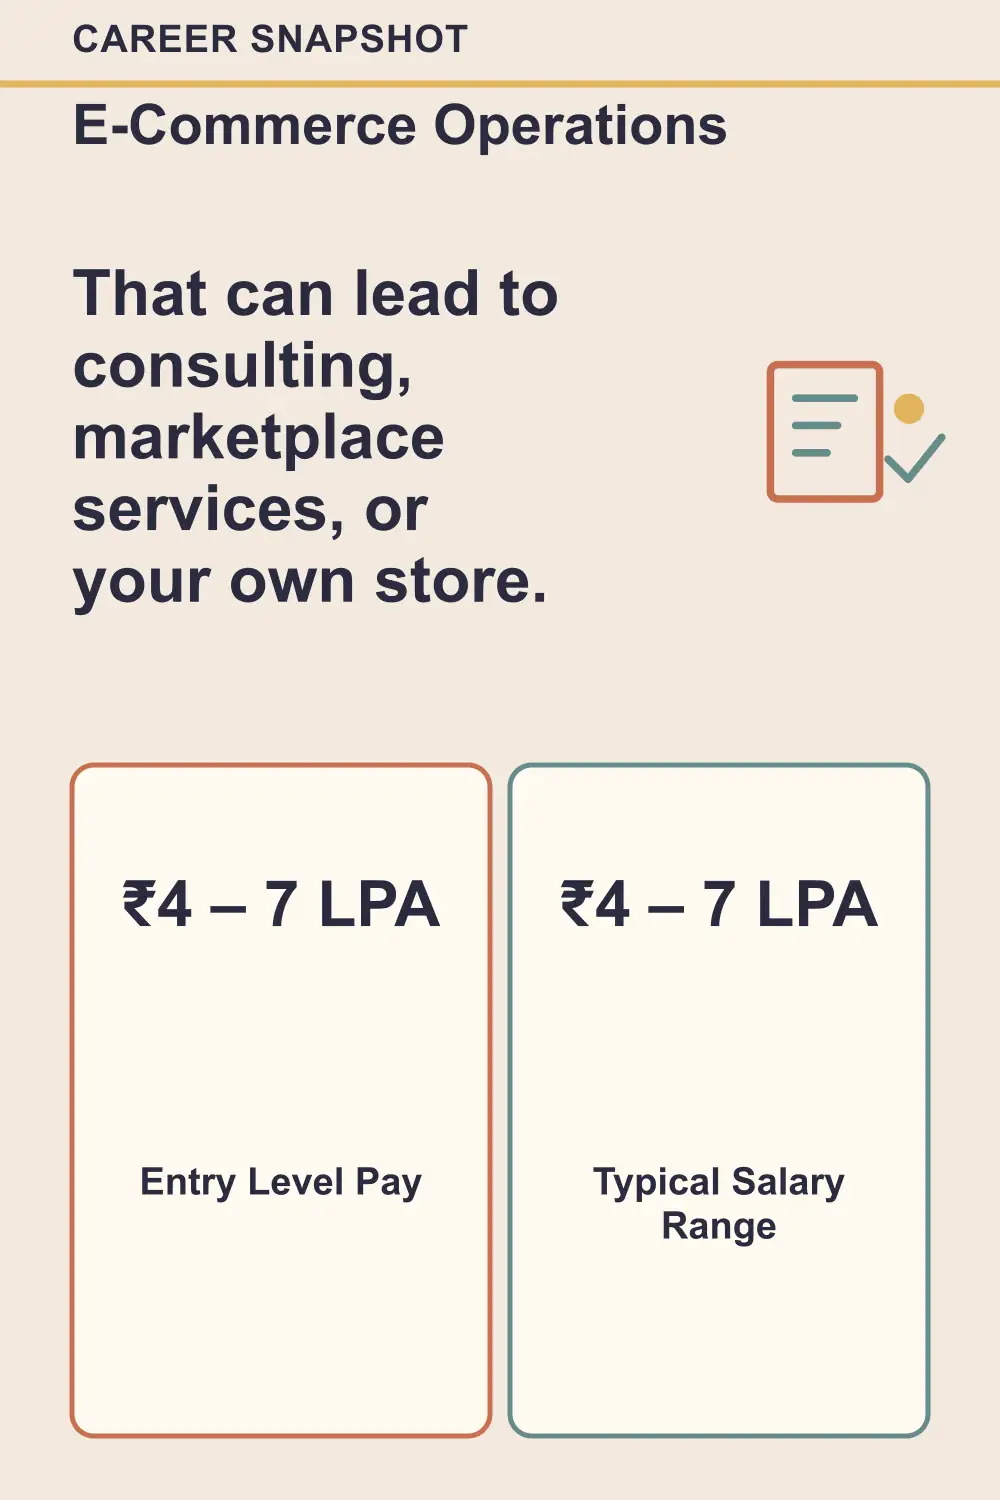 CAREER SNAPSHOT
E-Commerce Operations
That can lead to
consulting,
marketplace
services, or
your own store.
₹4 – 7 LPA
Entry Level Pay
₹4 – 7 LPA
Typical Salary
Range